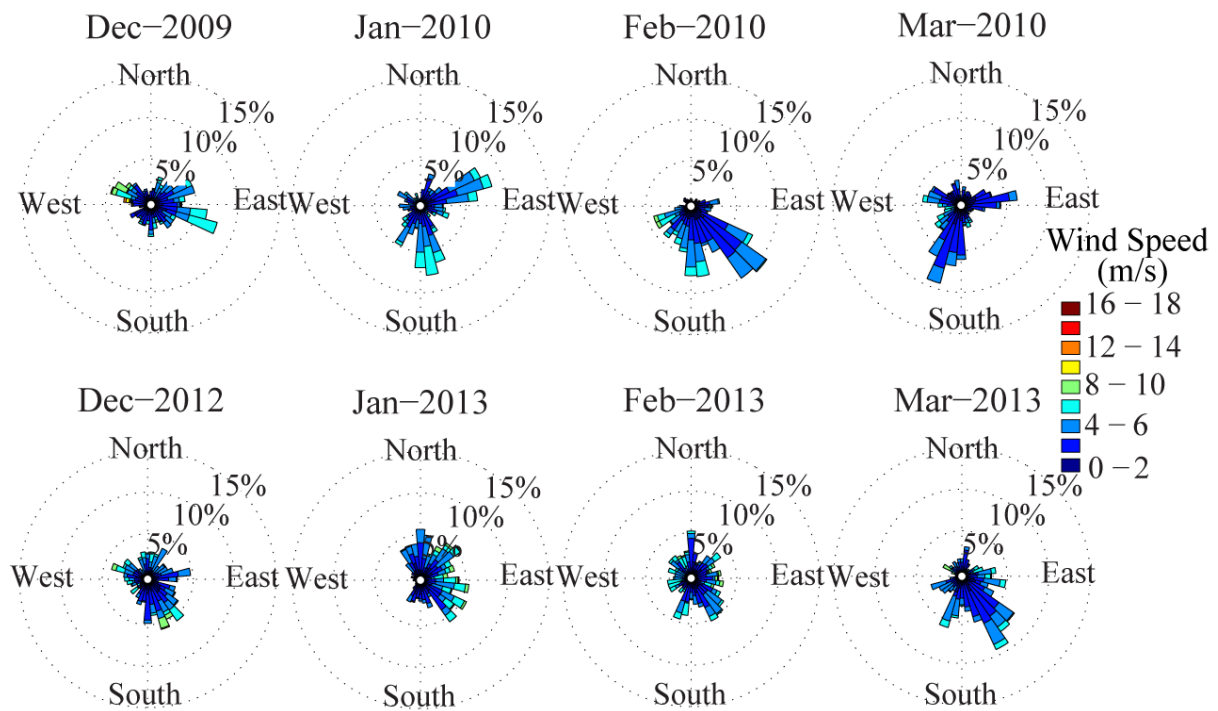 Dec−2009
Jan−2010
Feb−2010
Mar−2010
North
North
North
North
15%
15%
15%
15%
10%
10%
10%
10%
5%
5%
5%
5%
West
East
West
East
West
East
West
East
South
South
South
South
Wind Speed
(m/s)
16 − 18
12 − 14
8 − 10
4 − 6
0 − 2
Dec−2012
Jan−2013
Feb−2013
Mar−2013
North
North
North
North
15%
15%
15%
15%
10%
10%
10%
10%
5%
5%
5%
West
East
West
East
West
East
West
East
South
South
South
South